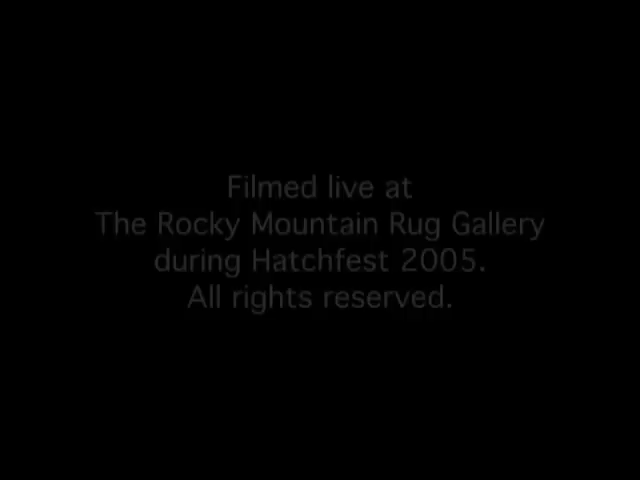 Filmed live at
The Rocky Mountain Rug Gallery
during Hatchfest 2005.
All rights reserved.